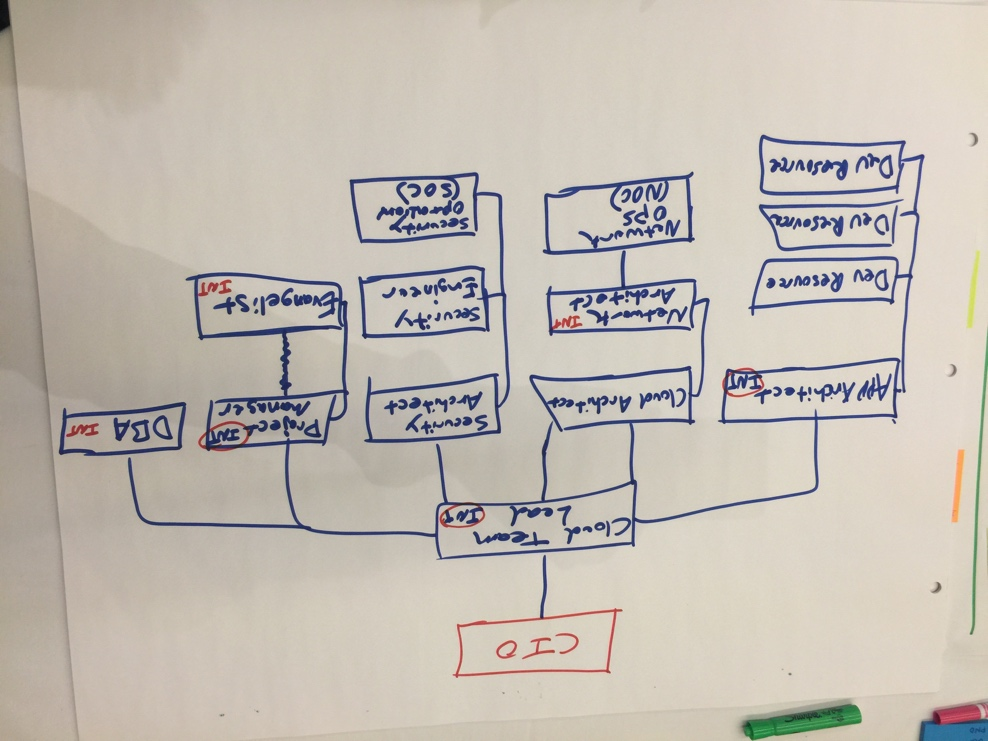 CIO
Cloud Team
Lead
INT
App Architect
INT
Cloud Architect
Security
Architect
Project
Manager
INT
DBA
INT
Dev Resource
Dev Resource
Dev Resource
Network
Architect
INT
Network
OPS
(NOC)
Security
Engineer
Security
Operation
(SOC)
Evangelist
INT